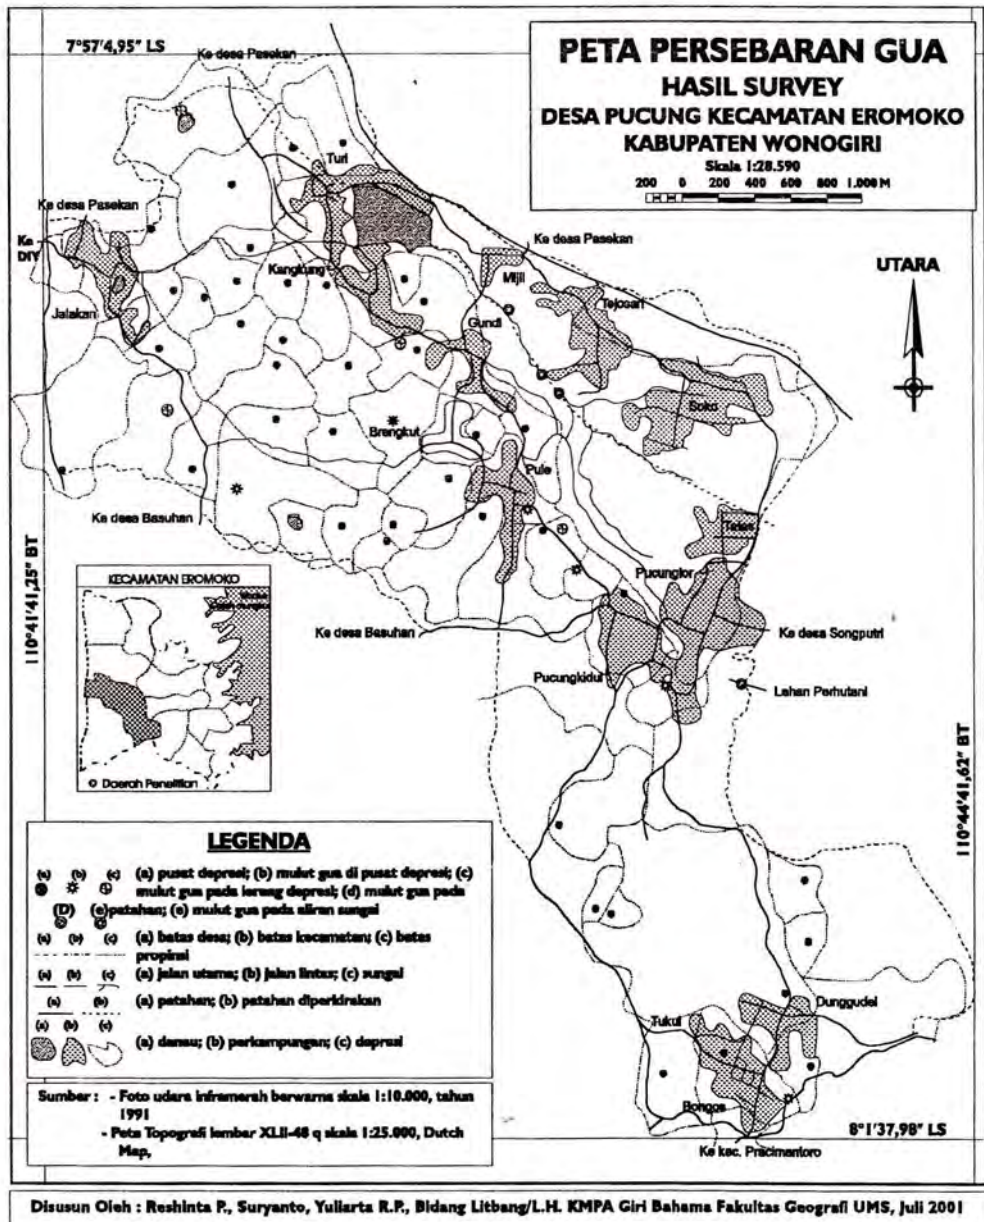 7°57'4,95" LS
Ke desa Pasekan
PETA PERSEBARAN GUA
HASIL SURVEY
DESA PUCUNG KECAMATAN EROMOKO
KABUPATEN WONOGIRI
Skala 1:28.590
200 0 200 400 600 800 1.000 M
Turi
Ke desa Pasekan
Ke DIY
Ke desa Pasekan
UTARA
Kangkung
Mijil
Tejosari
Jalakan
Gundi
Soko
Brengkut
Pule
Ke desa Basuhan
Teles
110°41'41,25" BT
KECAMATAN EROMOKO
Pucunglor
Ke desa Basuhan
Ke desa Songputri
Pucungkidul
Lahan Perhutani
Daerah Penelitian
110°44'41,62" BT
LEGENDA
(a) (b) (c) (a) pusat depresi; (b) mulut gua di pusat depresi; (c)
mulut gua pada lereng depresi; (d) mulut gua pada
(D) (e) patahan; (e) mulut gua pada aliran sungai
(a) (b) (c) (a) batas desa; (b) batas kecamatan; (c) batas
propinsi
(a) (b) (c) (a) jalan utama; (b) jalan lintas; (c) sungai
(a) (b) (a) patahan; (b) patahan diperkirakan
(a) (b) (c) (a) danau; (b) perkampungan; (c) depresi
Dunggudel
Tukul
Bonggo
Sumber : - Foto udara inframerah berwarna skala 1:10.000, tahun
1991
- Peta Topografi lembar XLII-48 q skala 1:25.000, Dutch
Map,
8°1'37,98" LS
Ke kec. Pracimantoro
Disusun Oleh : Reshinta P., Suryanto, Yuliarta R.P., Bidang Litbang/L.H. KMPA Giri Bahama Fakultas Geografi UMS, Juli 2001